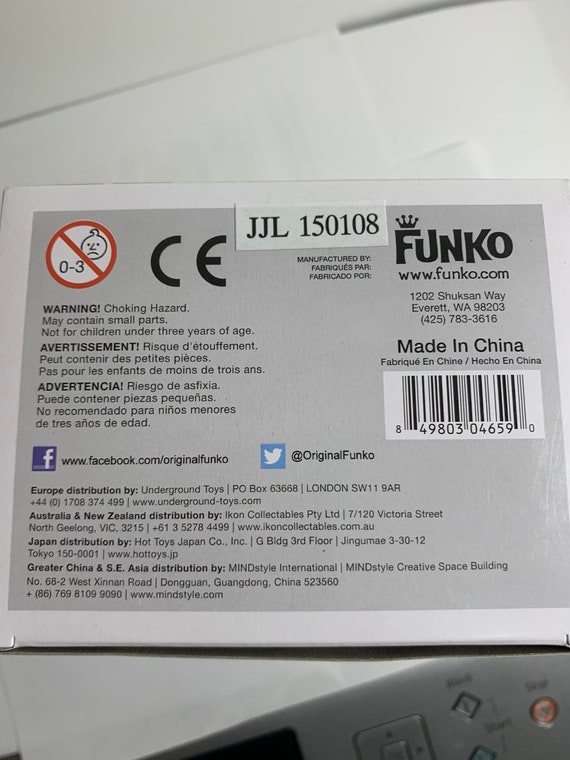 JJL 150108
0-3
CE
MANUFACTURED BY:
FABRIQUÉS PAR:
FABRICADO POR:
FUNKO
www.funko.com
1202 Shuksan Way
Everett, WA 98203
(425) 783-3616
WARNING! Choking Hazard.
May contain small parts.
Not for children under three years of age.
AVERTISSEMENT! Risque d'étouffement.
Peut contenir des petites pièces.
Pas pour les enfants de moins de trois ans.
ADVERTENCIA! Riesgo de asfixia.
Puede contener piezas pequeñas.
No recomendado para niños menores
de tres años de edad.
Made In China
Fabriqué En Chine / Hecho En China
8 49803 04659 0
f www.facebook.com/originalfunko
@OriginalFunko
Europe distribution by: Underground Toys | PO Box 63668 | LONDON SW11 9AR
+44 (0) 1708 374 499 | www.underground-toys.com
Australia & New Zealand distribution by: Ikon Collectables Pty Ltd | 7/120 Victoria Street
North Geelong, VIC, 3215 | +61 3 5278 4499 | www.ikoncollectables.com.au
Japan distribution by: Hot Toys Japan Co., Inc. | G Bldg 3rd Floor | Jingumae 3-30-12
Tokyo 150-0001 | www.hottoys.jp
Greater China & S.E. Asia distribution by: MINDstyle International | MINDstyle Creative Space Building
No. 68-2 West Xinnan Road | Dongguan, Guangdong, China 523560
+ (86) 769 8109 9090 | www.mindstyle.com